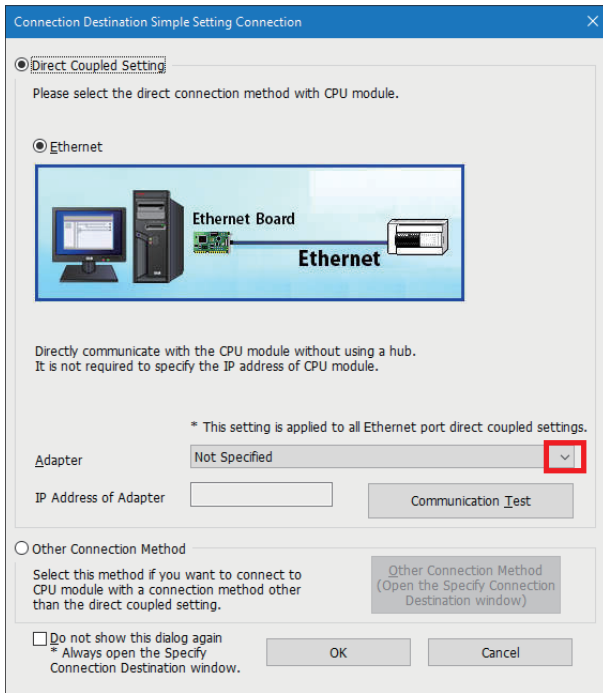 Connection Destination Simple Setting Connection
Direct Coupled Setting
Please select the direct connection method with CPU module.
Ethernet
Ethernet Board
Ethernet
Directly communicate with the CPU module without using a hub.
It is not required to specify the IP address of CPU module.
* This setting is applied to all Ethernet port direct coupled settings.
Adapter
Not Specified
IP Address of Adapter
Communication Test
Other Connection Method
Select this method if you want to connect to
CPU module with a connection method other
than the direct coupled setting.
Other Connection Method
(Open the Specify Connection
Destination window)
Do not show this dialog again
* Always open the Specify
Connection Destination window.
OK
Cancel